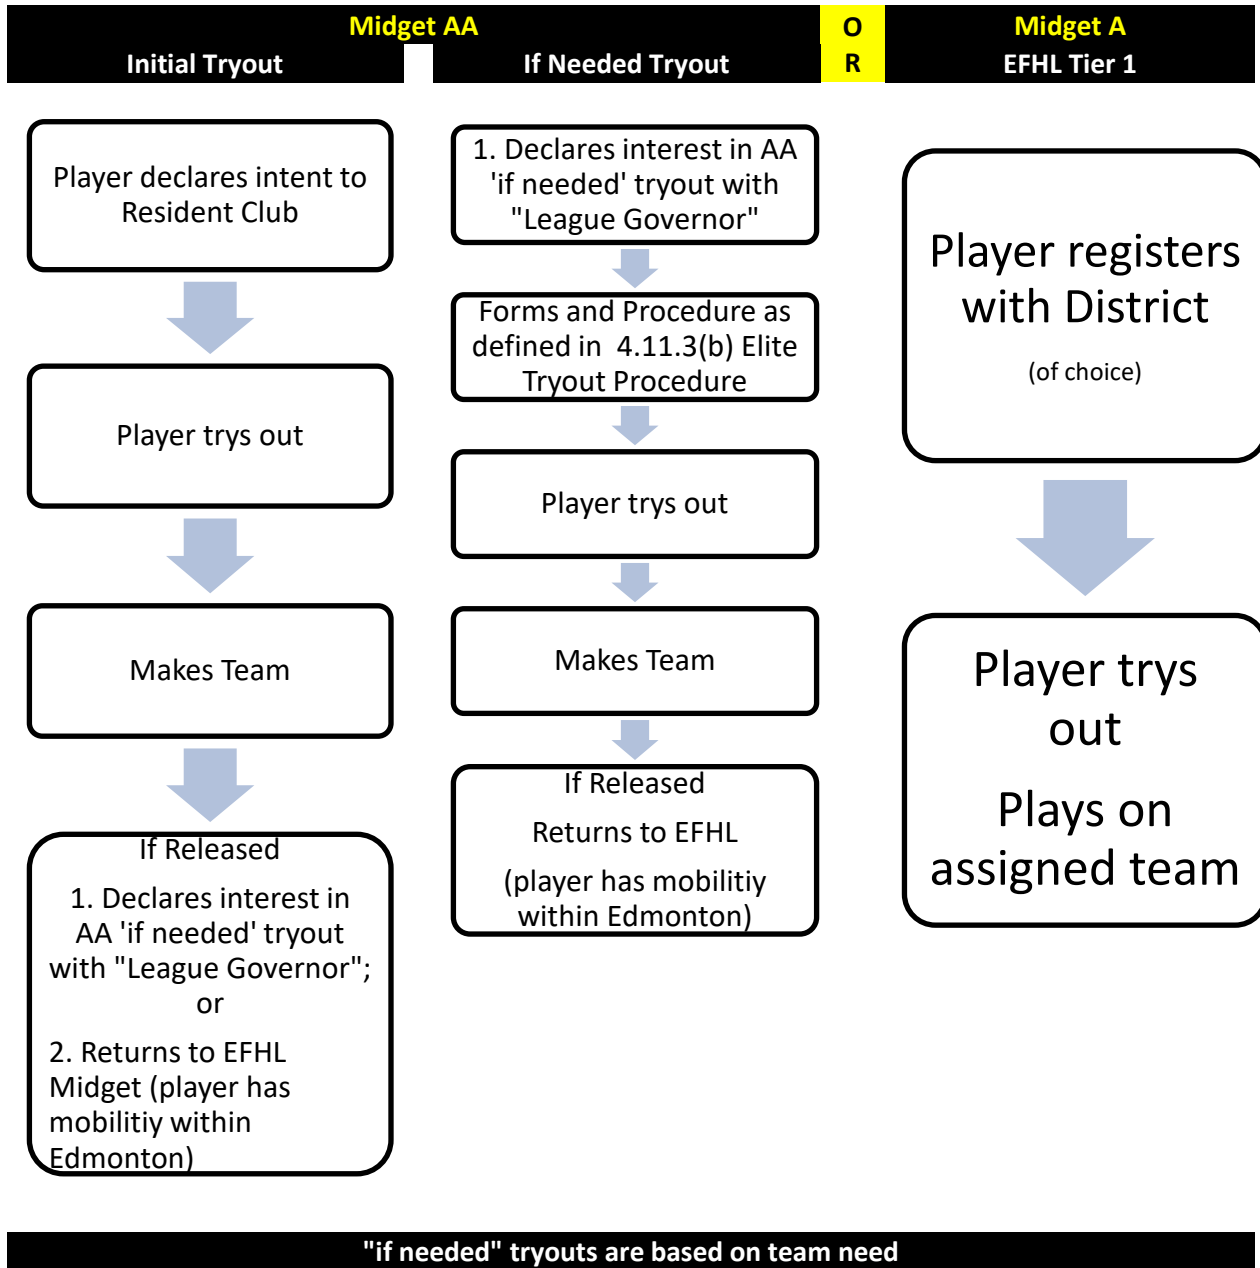 Midget AA
Initial Tryout
If Needed Tryout
O
R
Midget A
EFHL Tier 1
Player declares intent to
Resident Club
Player trys out
Makes Team
If Released
1. Declares interest in
AA 'if needed' tryout
with "League Governor";
or
2. Returns to EFHL
Midget (player has
mobilitiy within
Edmonton)
1. Declares interest in AA
'if needed' tryout with
"League Governor"
Forms and Procedure as
defined in 4.11.3(b) Elite
Tryout Procedure
Player trys out
Makes Team
If Released
Returns to EFHL
(player has mobilitiy
within Edmonton)
Player registers
with District
(of choice)
Player trys
out
Plays on
assigned team
"if needed" tryouts are based on team need